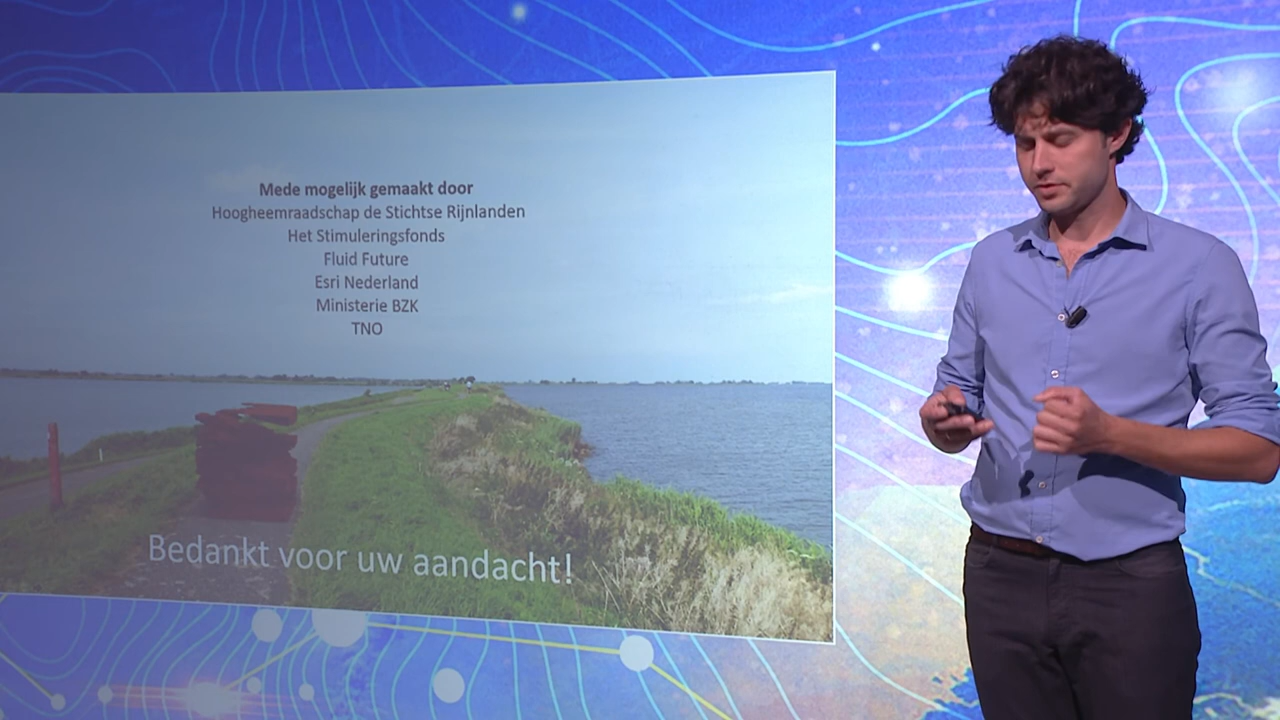 Mede mogelijk gemaakt door
Hoogheemraadschap de Stichtse Rijnlanden
Het Stimuleringsfonds
Fluid Future
Esri Nederland
Ministerie BZK
TNO
Bedankt voor uw aandacht!